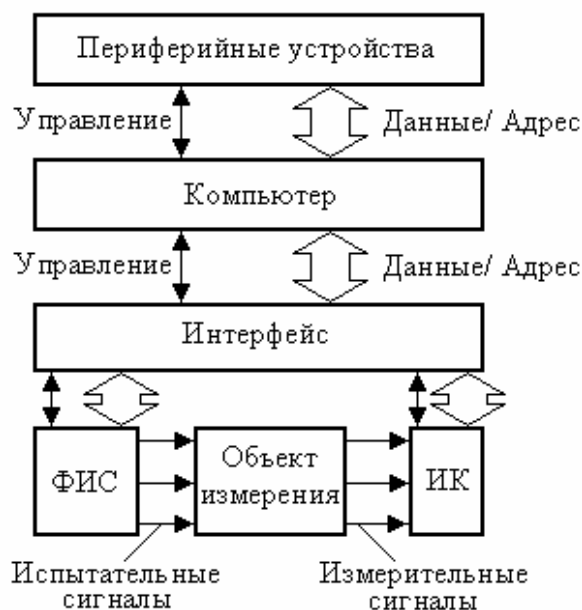 Периферийные устройства
Управление
Данные/ Адрес
Компьютер
Управление
Данные/ Адрес
Интерфейс
ФИС
Объект
измерения
ИК
Испытательные
сигналы
Измерительные
сигналы